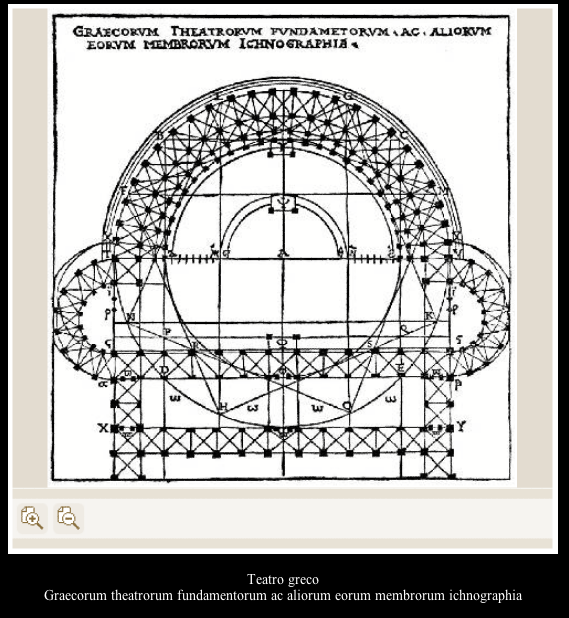 GRAECORVM THEATRORVM FVNDAMETORVM, AC, ALIORVM
EORVM MEMBRORVM ICHNOGRAPHIA,
A
N
K
P
Q
R
O
S
D
E
H
Q
X
Y
ω
ω
ω
ω
Teatro greco
Graecorum theatrorum fundamentorum ac aliorum eorum membrorum ichnographia